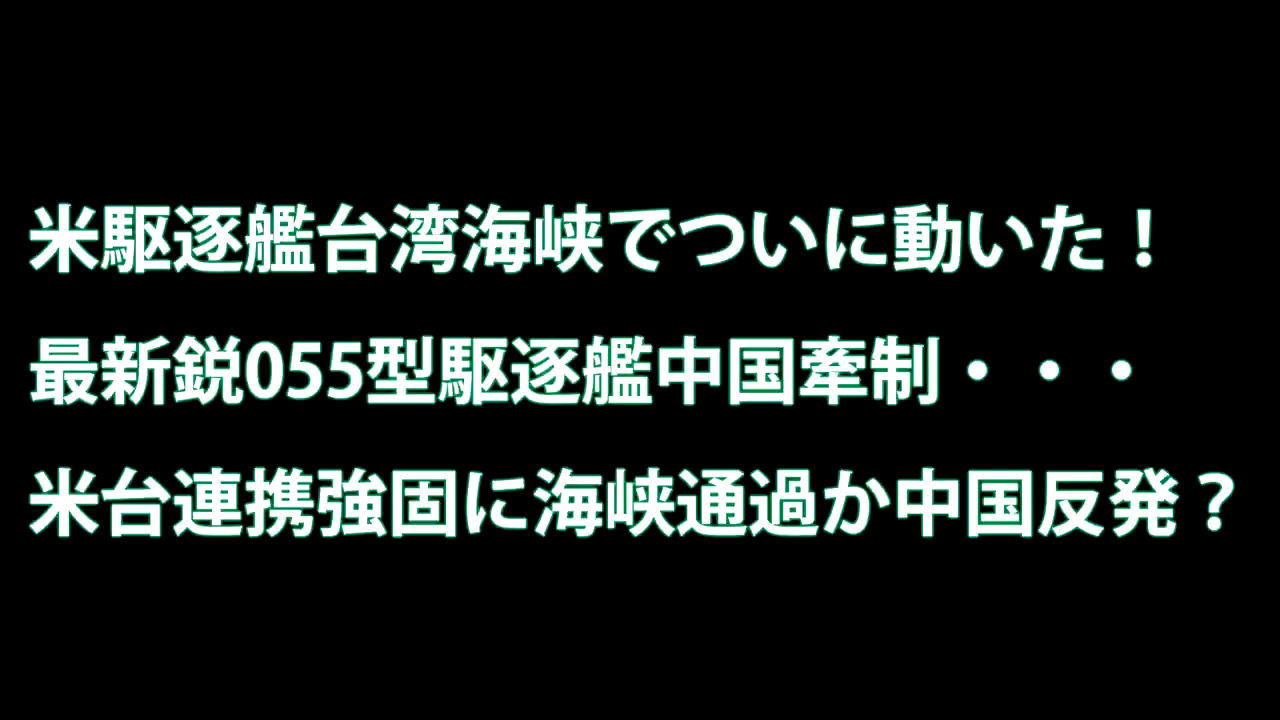 米駆逐艦台湾海峡でついに動いた！
最新鋭055型駆逐艦中国牽制・・・
米台連携強固に海峡通過か中国反発？